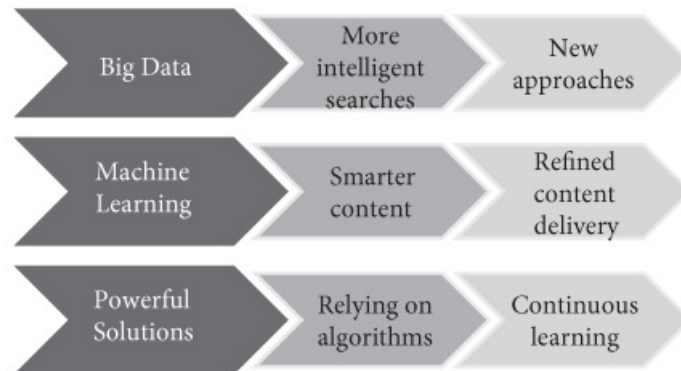 Big Data
More
intelligent
searches
New
approaches
Machine
Learning
Smarter
content
Refined
content
delivery
Powerful
Solutions
Relying on
algorithms
Continuous
learning